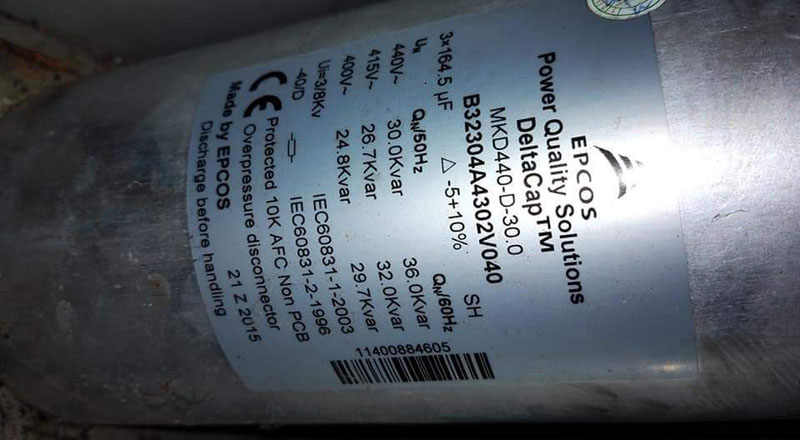 EPCOS
Power Quality Solutions
DeltaCap™
MKD440-D-30.0
B32304A4302V040 SH
3x164.5 µF △ -5+10%
UR QN/50Hz QN/60Hz
440V~ 30.0Kvar 36.0Kvar
415V~ 26.7Kvar 32.0Kvar
400V~ 24.8Kvar 29.7Kvar
Ui=3/8Kv IEC60831-1-2003
-40/D IEC60831-2-1996
CE Protected 10K AFC Non PCB
Overpressure disconnector
Made by EPCOS 21 Z 2015
Discharge before handling
11400884605